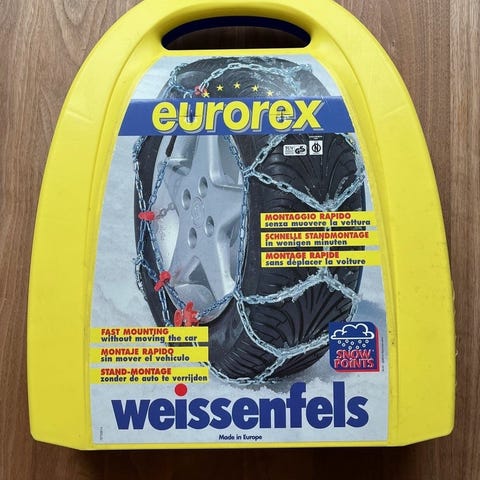 eurorex
MONTAGGIO RAPIDO
senza muovere la vettura
SCHNELLE STANDMONTAGE
in wenigen minuten
MONTAGE RAPIDE
sans déplacer la voiture
FAST MOUNTING
without moving the car
MONTAJE RAPIDO
sin mover el vehiculo
STAND-MONTAGE
zonder de auto te verrijden
SNOW
POINTS
weissenfels
Made in Europe